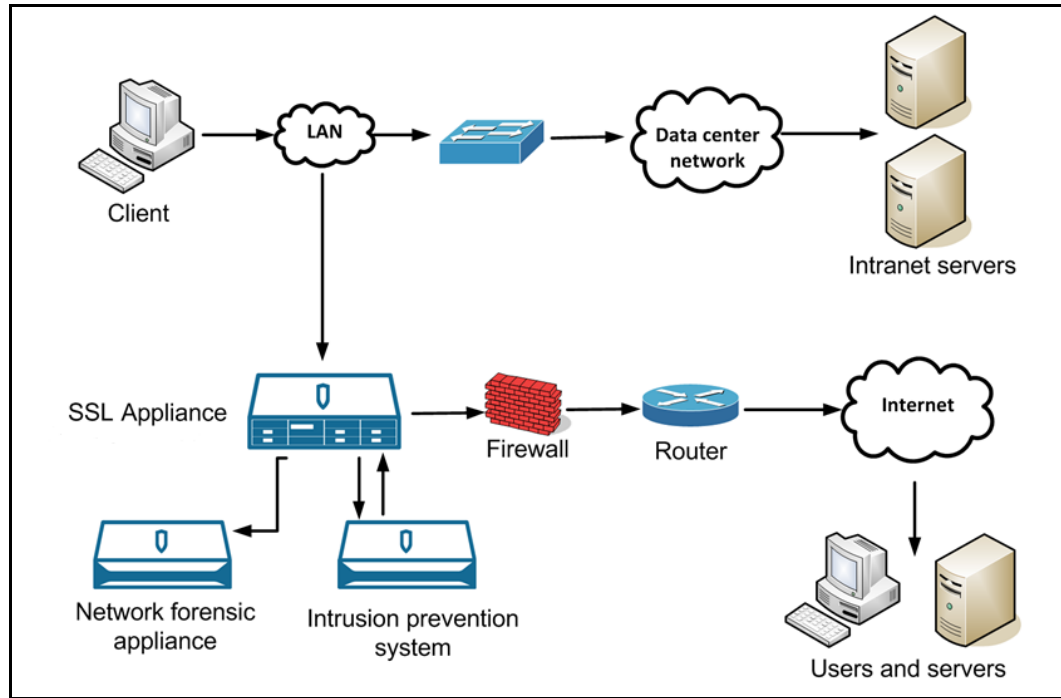 LAN
Data center
network
Client
Intranet servers
SSL Appliance
Firewall
Router
Internet
Network forensic
appliance
Intrusion prevention
system
Users and servers